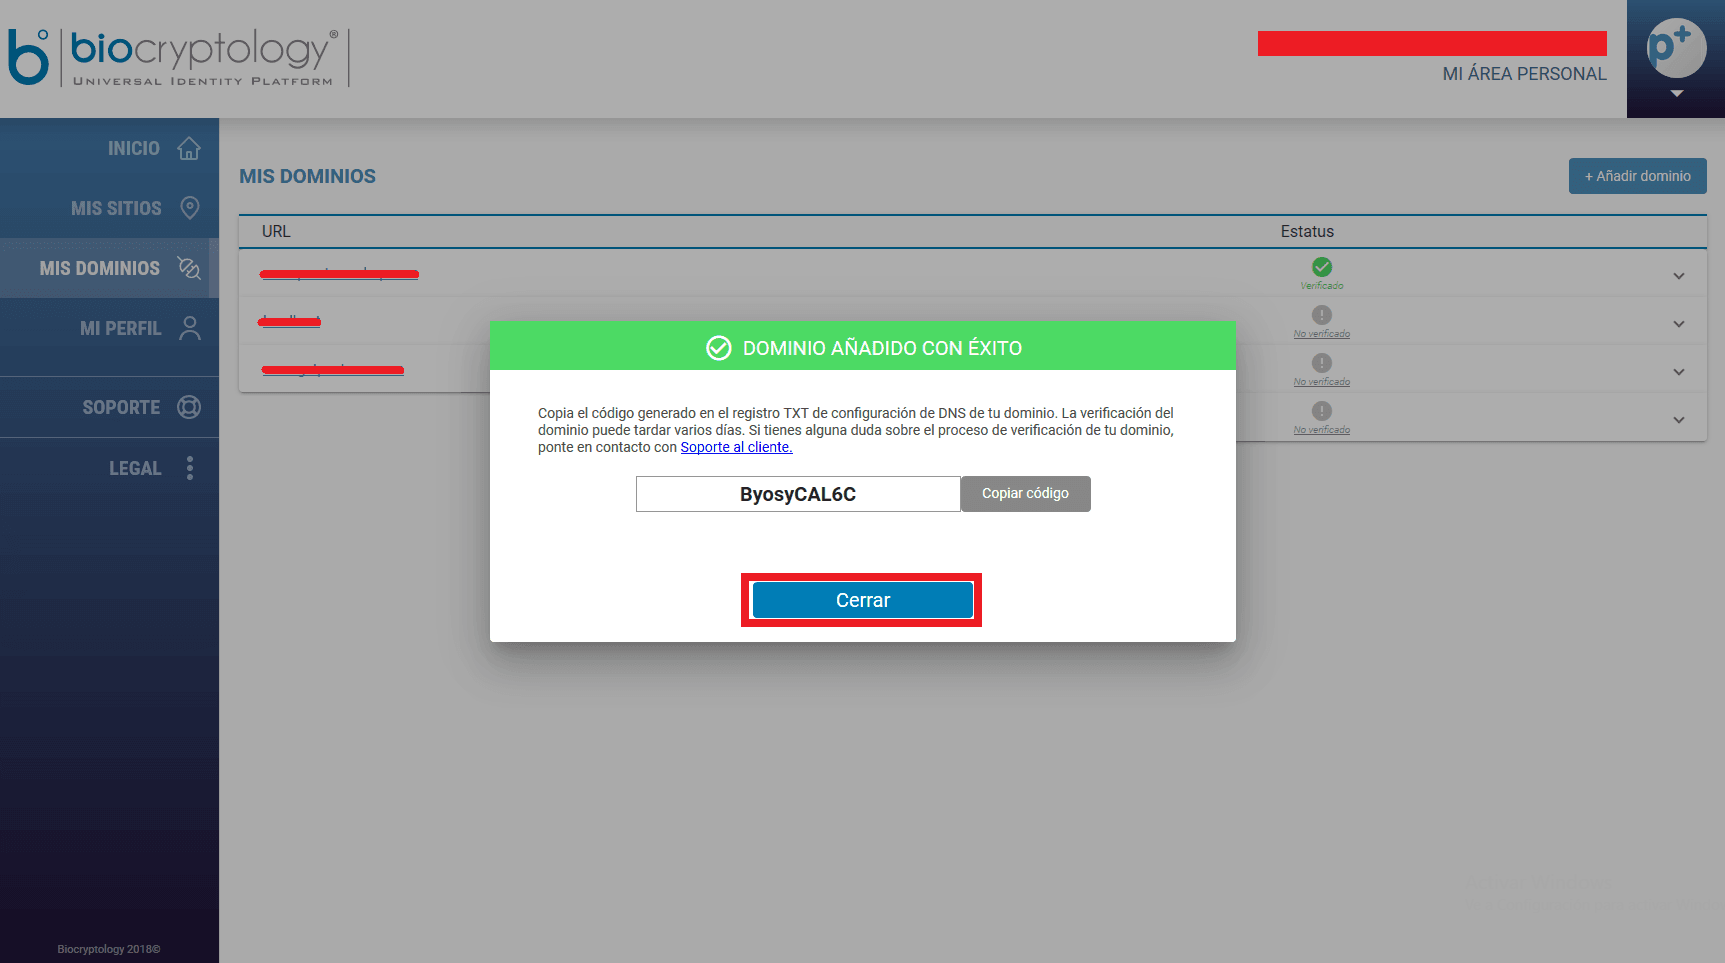 biocryptology®
UNIVERSAL IDENTITY PLATFORM
MI ÁREA PERSONAL
p+
INICIO
MIS SITIOS
MIS DOMINIOS
MI PERFIL
SOPORTE
LEGAL
Biocryptology 2018©
MIS DOMINIOS
+ Añadir dominio
URL
Estatus
Verificado
No verificado
No verificado
No verificado
DOMINIO AÑADIDO CON ÉXITO
Copia el código generado en el registro TXT de configuración de DNS de tu dominio. La verificación del
dominio puede tardar varios días. Si tienes alguna duda sobre el proceso de verificación de tu dominio,
ponte en contacto con Soporte al cliente.
ByosyCAL6C
Copiar código
Cerrar